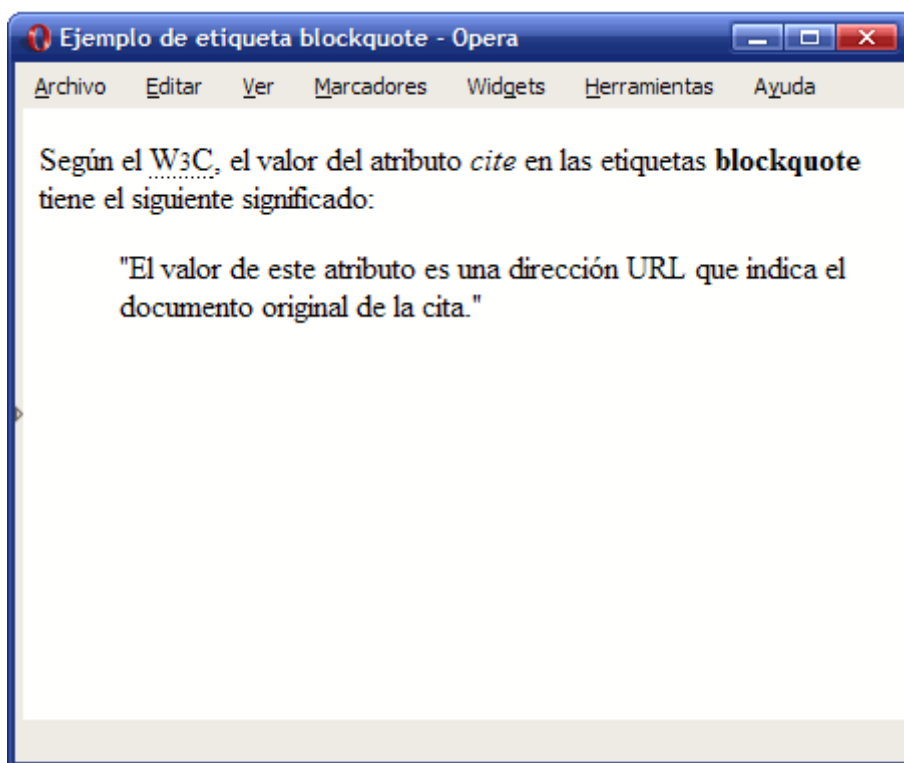 Ejemplo de etiqueta blockquote - Opera
Archivo Editar Ver Marcadores Widgets Herramientas Ayuda
Según el W3C, el valor del atributo cite en las etiquetas blockquote
tiene el siguiente significado:
"El valor de este atributo es una dirección URL que indica el
documento original de la cita."